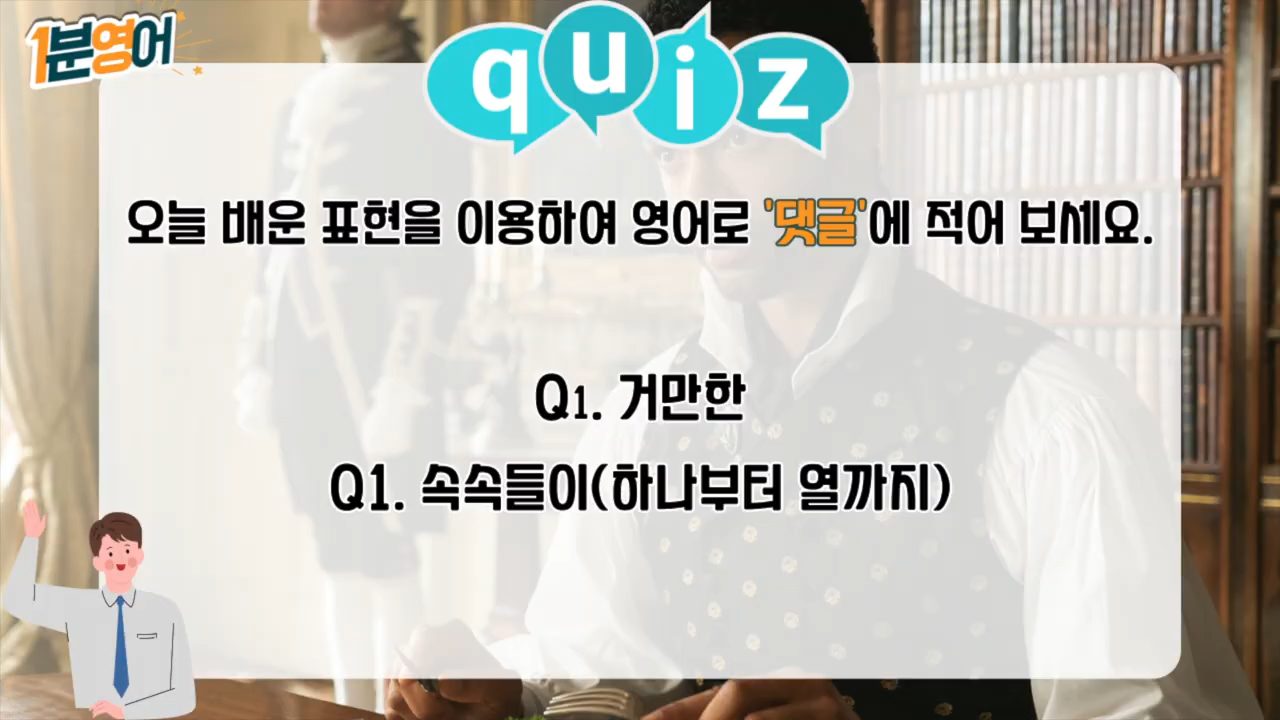 1분영어
quiz
오늘 배운 표현을 이용하여 영어로 '댓글'에 적어 보세요.
Q1. 거만한
Q1. 속속들이(하나부터 열까지)